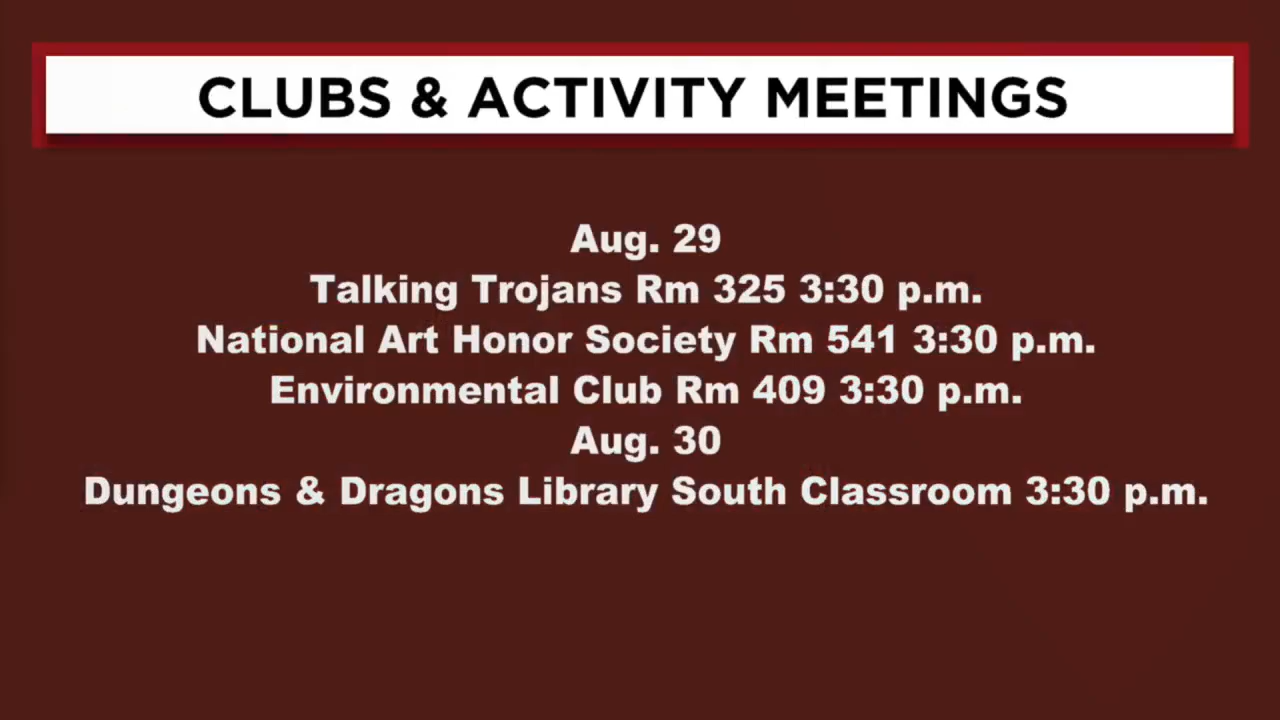 CLUBS & ACTIVITY MEETINGS
Aug. 29
Talking Trojans Rm 325 3:30 p.m.
National Art Honor Society Rm 541 3:30 p.m.
Environmental Club Rm 409 3:30 p.m.
Aug. 30
Dungeons & Dragons Library South Classroom 3:30 p.m.